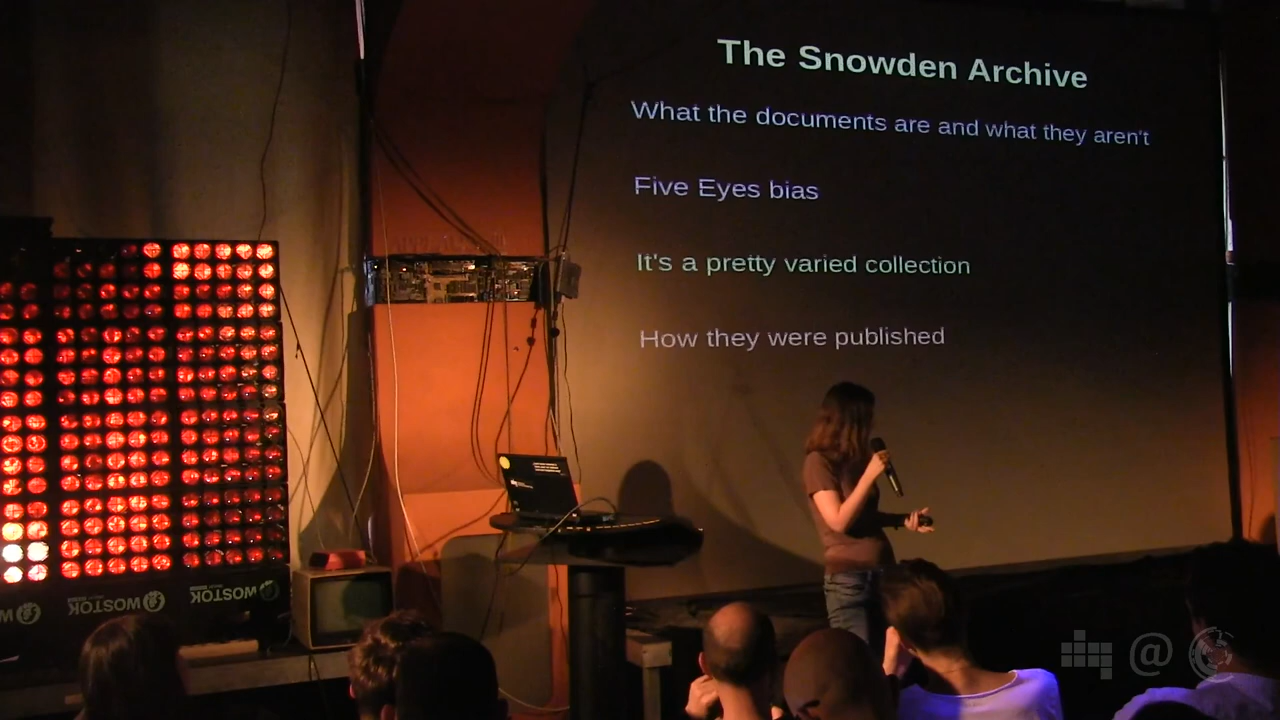 The Snowden Archive
What the documents are and what they aren't
Five Eyes bias
It's a pretty varied collection
How they were published
WOSTOK
WOSTOK
WOSTOK
@